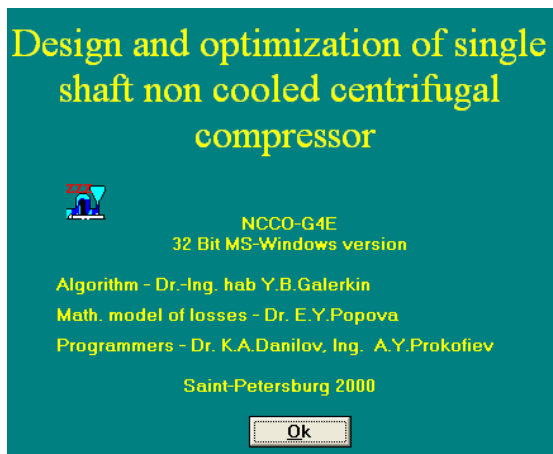 Design and optimization of single
shaft non cooled centrifugal
compressor
ZZZ
NCCO-G4E
32 Bit MS-Windows version
Algorithm - Dr.-Ing. hab Y.B.Galerkin
Math. model of losses - Dr. E.Y.Popova
Programmers - Dr. K.A.Danilov, Ing. A.Y.Prokofiev
Saint-Petersburg 2000
Ok